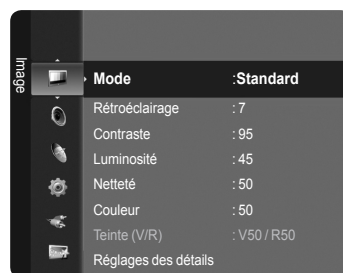 Image
Mode :Standard
Rétroéclairage : 7
Contraste : 95
Luminosité : 45
Netteté : 50
Couleur : 50
Teinte (V/R) : V50 / R50
Réglages des détails